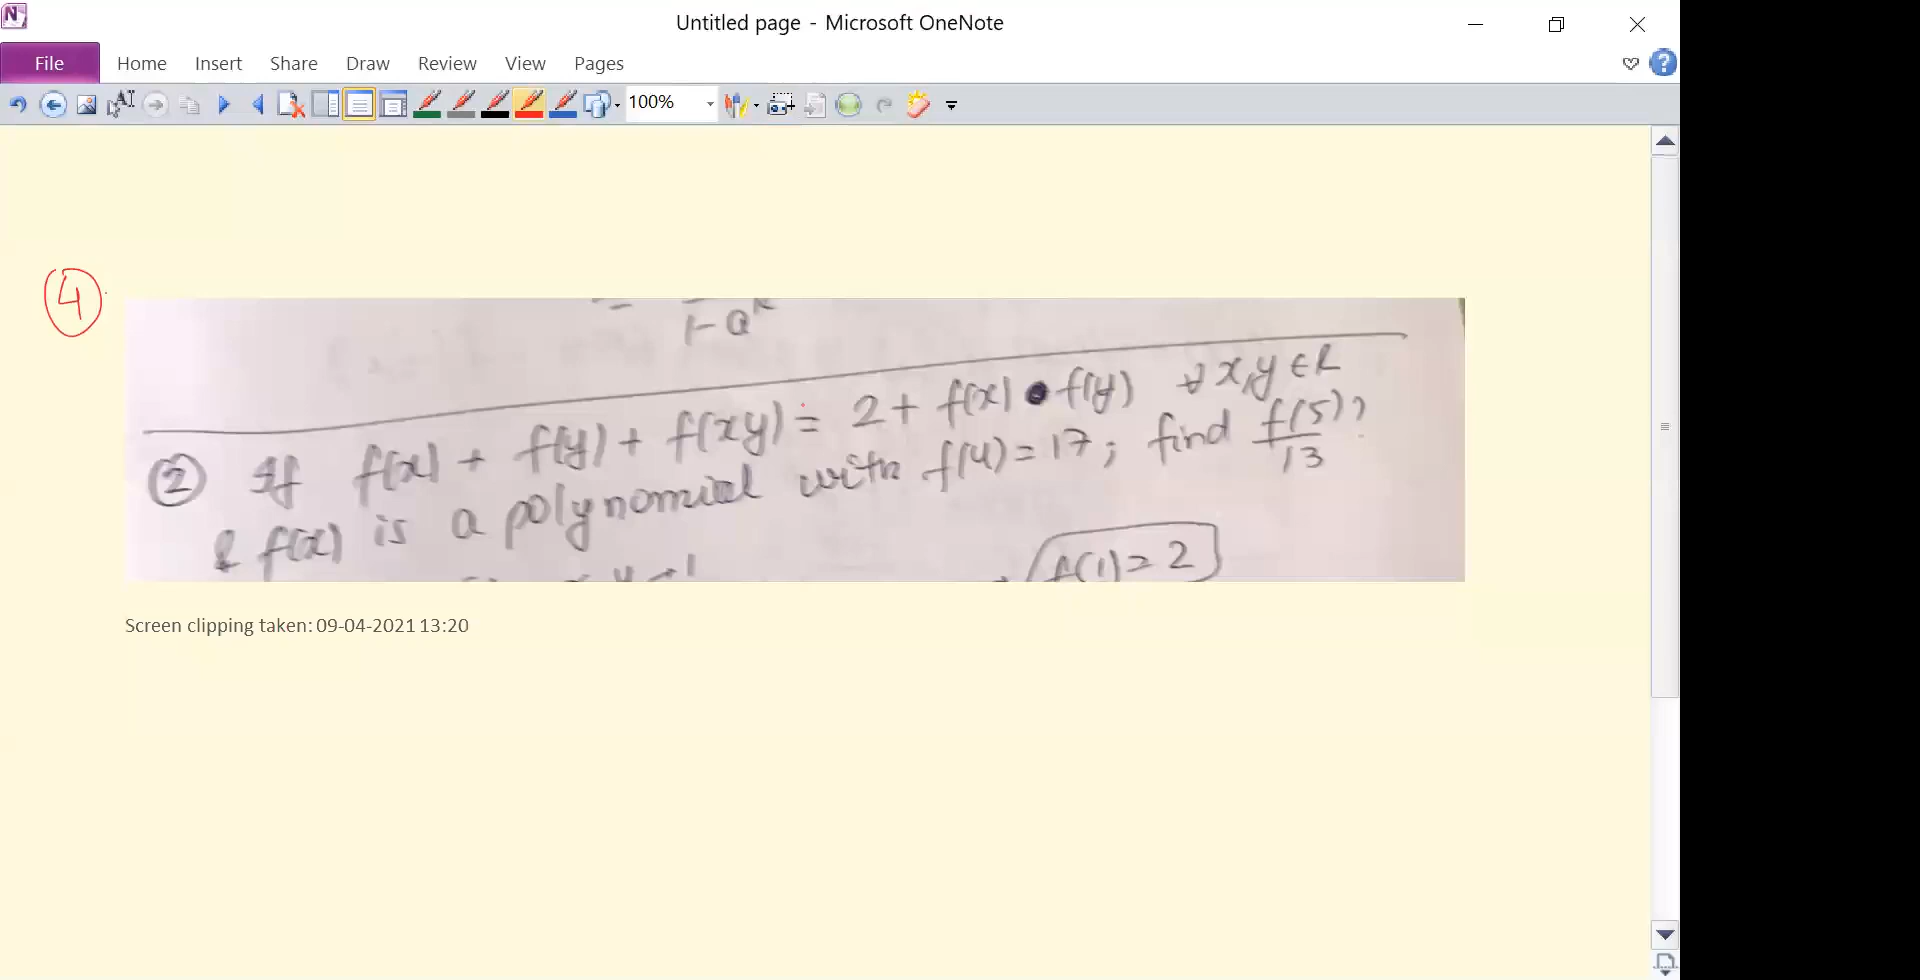 Untitled page - Microsoft OneNote
File Home Insert Share Draw Review View Pages
100%
4
1-a^k
② If f(x) + f(y) + f(xy) = 2 + f(x) • f(y) ∀ x,y ∈ R
& f(x) is a polynomial with f(4) = 17; find f(5)/13 ?
y→1
f(1) = 2
Screen clipping taken: 09-04-2021 13:20